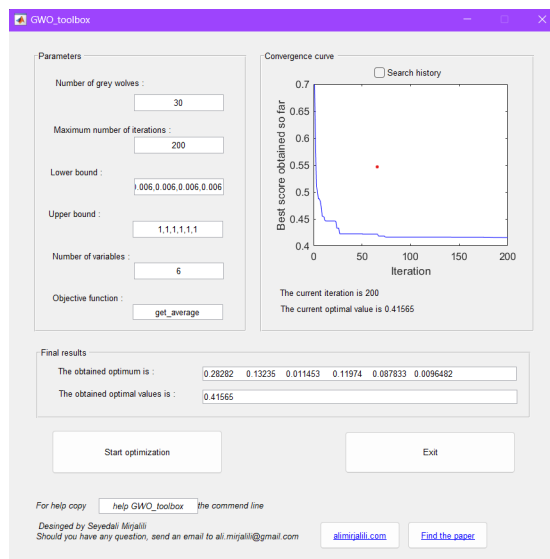 GWO_toolbox
Parameters
Number of grey wolves :
30
Maximum number of iterations :
200
Lower bound :
0.006,0.006,0.006,0.006
Upper bound :
1,1,1,1,1,1
Number of variables :
6
Objective function :
get_average
Convergence curve
Search history
Best score obtained so far
0.7
0.65
0.6
0.55
0.5
0.45
0.4
0 50 100 150 200
Iteration
The current iteration is 200
The current optimal value is 0.41565
Final results
The obtained optimum is :
0.28282 0.13235 0.011453 0.11974 0.087833 0.0096482
The obtained optimal values is :
0.41565
Start optimization
Exit
For help copy help GWO_toolbox the commend line
Desinged by Seyedali Mirjalili
Should you have any question, send an email to ali.mirjalili@gmail.com
alimirjalili.com
Find the paper